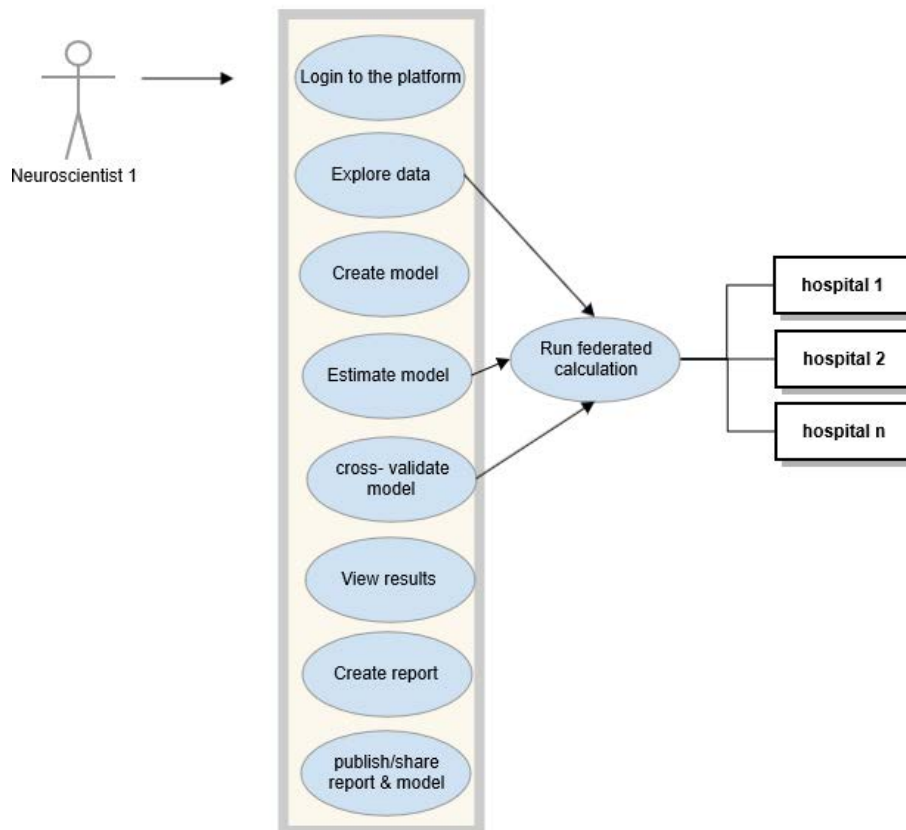 Login to the platform
Neuroscientist 1
Explore data
Create model
hospital 1
Run federated
calculation
hospital 2
Estimate model
hospital n
cross- validate
model
View results
Create report
publish/share
report & model